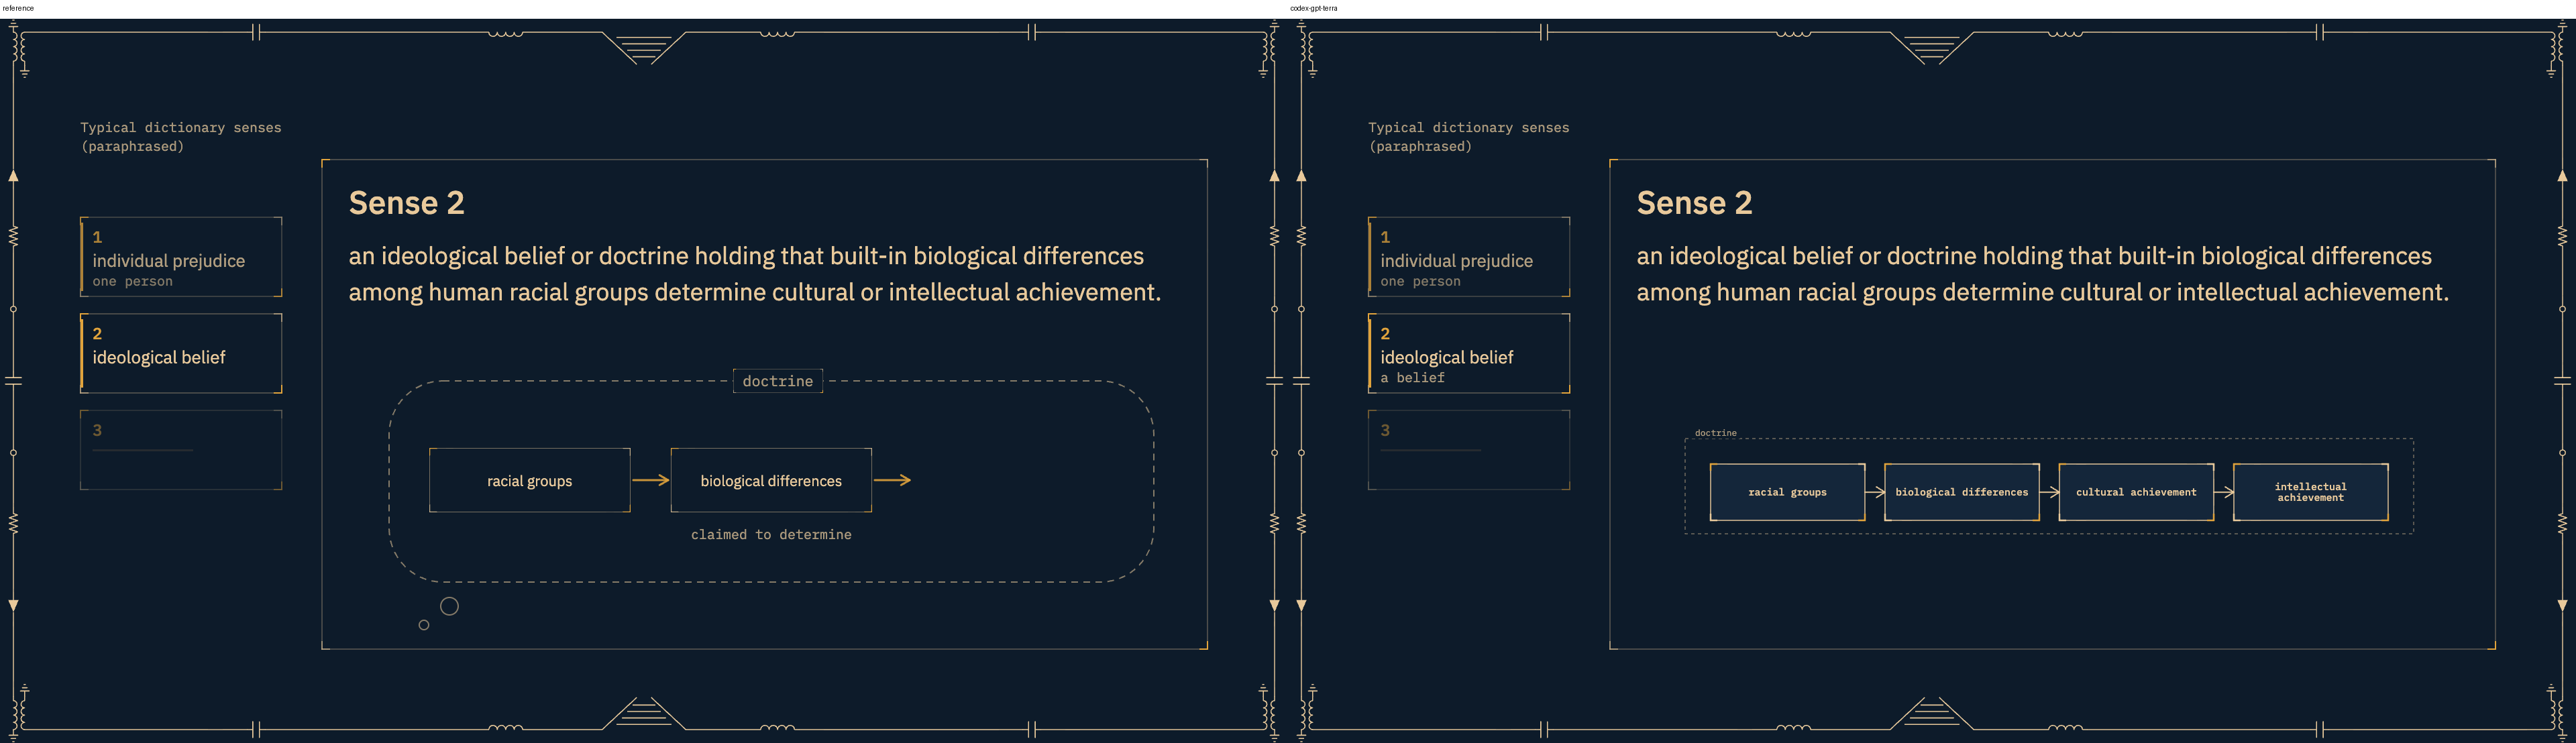 reference
codex-gpt-terra
Typical dictionary senses
(paraphrased)
1
individual prejudice
one person
2
ideological belief
3
Sense 2
an ideological belief or doctrine holding that built-in biological differences
among human racial groups determine cultural or intellectual achievement.
doctrine
racial groups
biological differences
claimed to determine
Typical dictionary senses
(paraphrased)
1
individual prejudice
one person
2
ideological belief
a belief
3
Sense 2
an ideological belief or doctrine holding that built-in biological differences
among human racial groups determine cultural or intellectual achievement.
doctrine
racial groups
biological differences
cultural achievement
intellectual
achievement